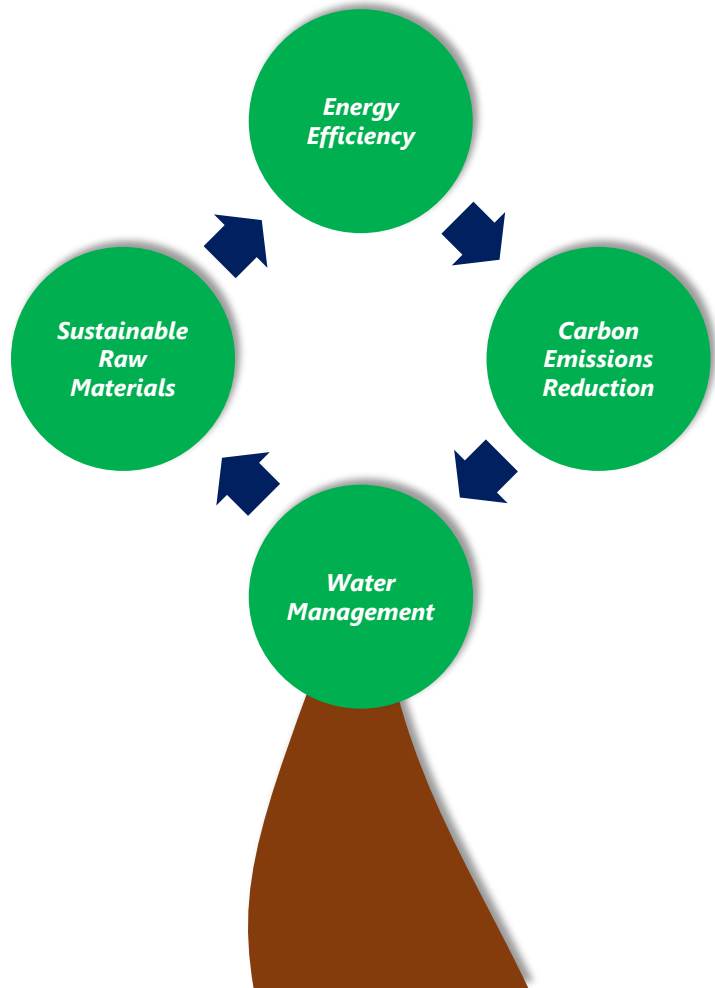 Energy
Efficiency
Sustainable
Raw
Materials
Carbon
Emissions
Reduction
Water
Management